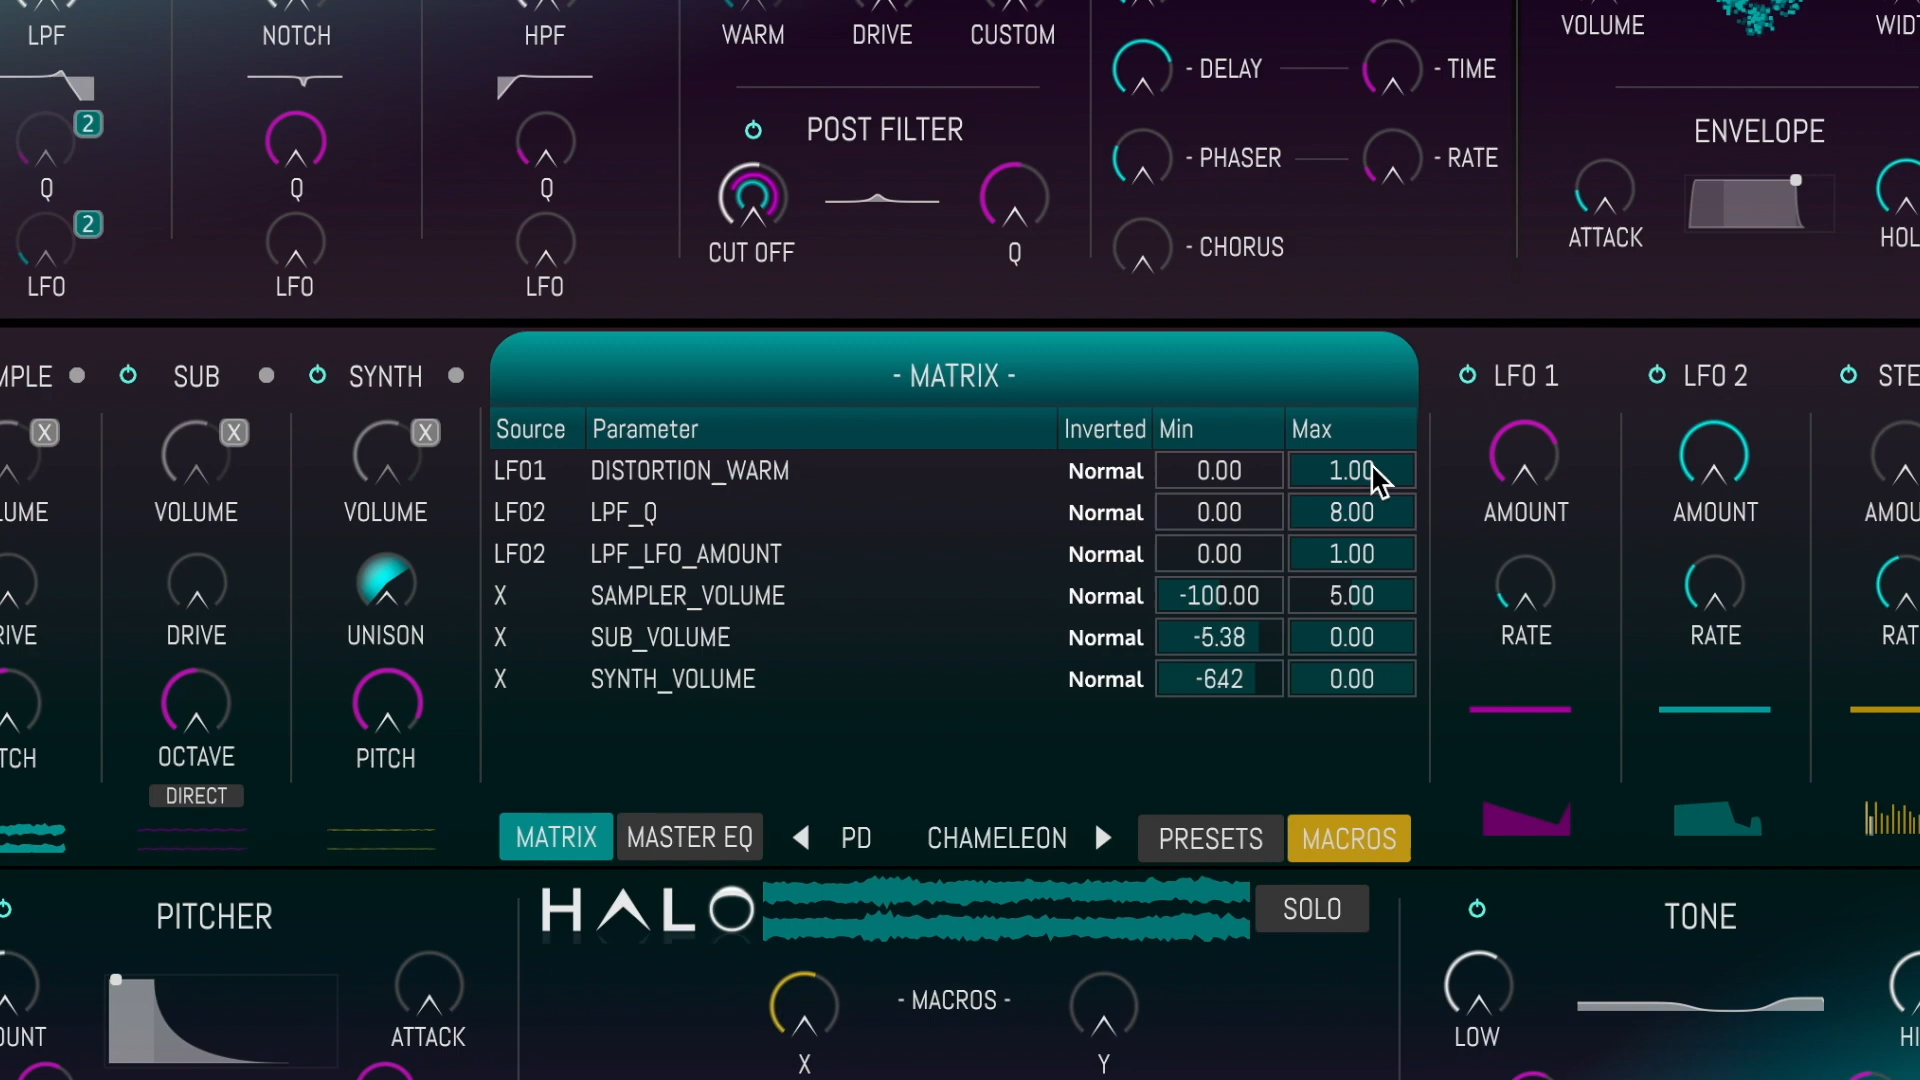 LPF NOTCH HPF WARM DRIVE CUSTOM VOLUME
- DELAY - TIME
2 POST FILTER ENVELOPE
- PHASER - RATE
Q Q Q
2 CUT OFF Q - CHORUS ATTACK
LFO LFO LFO
- MATRIX -
SUB SYNTH LFO 1 LFO 2
X X X
Source Parameter Inverted Min Max
LFO1 DISTORTION_WARM Normal 0.00 1.00
LFO2 LPF_Q Normal 0.00 8.00
LFO2 LPF_LFO_AMOUNT Normal 0.00 1.00
X SAMPLER_VOLUME Normal -100.00 5.00
X SUB_VOLUME Normal -5.38 0.00
X SYNTH_VOLUME Normal -6.42 0.00
VOLUME VOLUME AMOUNT AMOUNT
DRIVE UNISON RATE RATE
OCTAVE PITCH
DIRECT
MATRIX MASTER EQ PD CHAMELEON PRESETS MACROS
PITCHER HALO SOLO TONE
- MACROS -
ATTACK X Y LOW